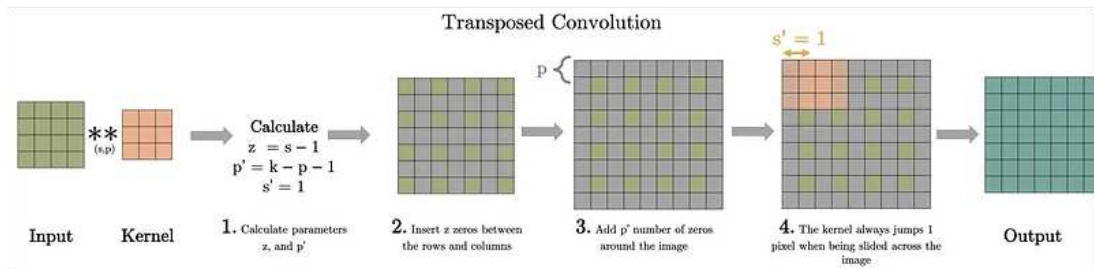 Transposed Convolution
s' = 1
p
**
(s,p)
Calculate
z = s − 1
p' = k − p − 1
s' = 1
Input
Kernel
1. Calculate parameters
z, and p'
2. Insert z zeros between
the rows and columns
3. Add p' number of zeros
around the image
4. The kernel always jumps 1
pixel when being slided across the
image
Output